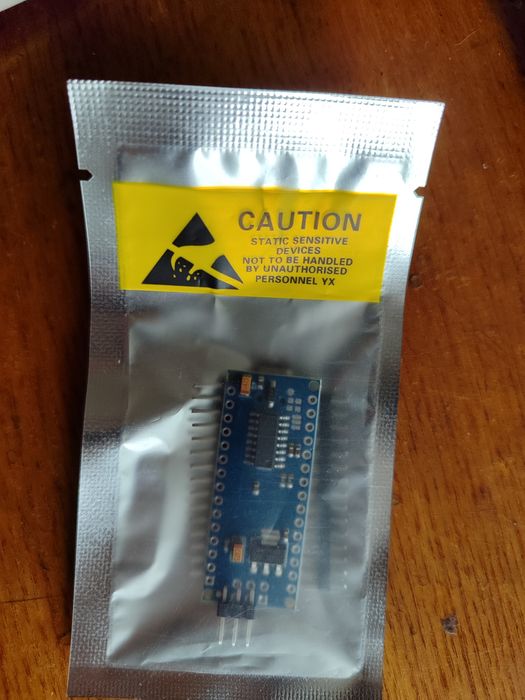 CAUTION
STATIC SENSITIVE
DEVICES
NOT TO BE HANDLED
BY UNAUTHORISED
PERSONNEL YX